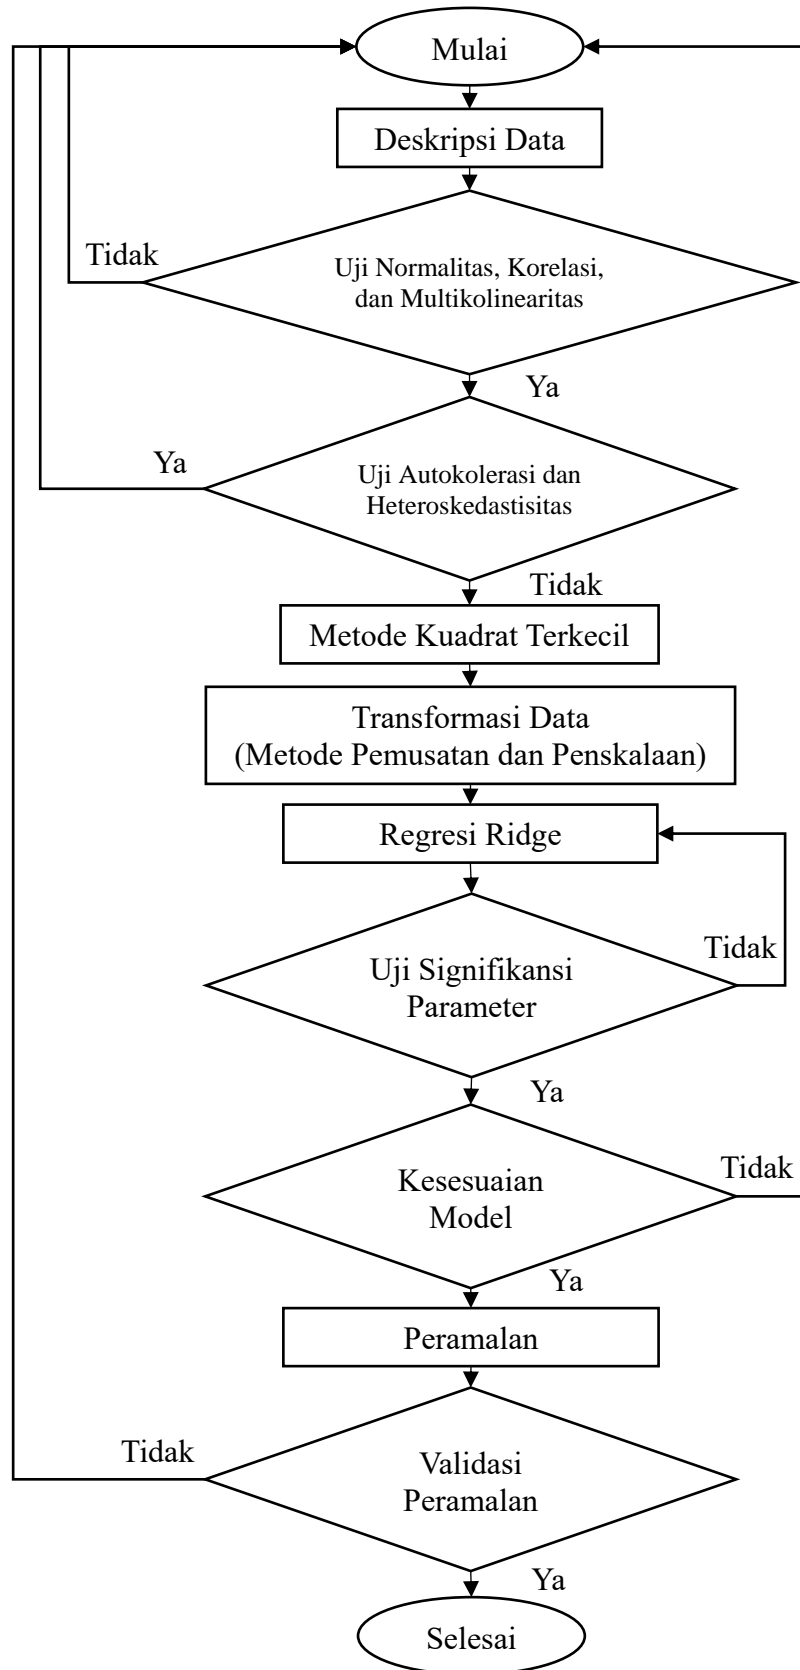 Mulai
Deskripsi Data
Tidak
Uji Normalitas, Korelasi,
dan Multikolinearitas
Ya
Ya
Uji Autokolerasi dan
Heteroskedastisitas
Tidak
Metode Kuadrat Terkecil
Transformasi Data
(Metode Pemusatan dan Penskalaan)
Regresi Ridge
Tidak
Uji Signifikansi
Parameter
Ya
Tidak
Kesesuaian
Model
Ya
Peramalan
Tidak
Validasi
Peramalan
Ya
Selesai